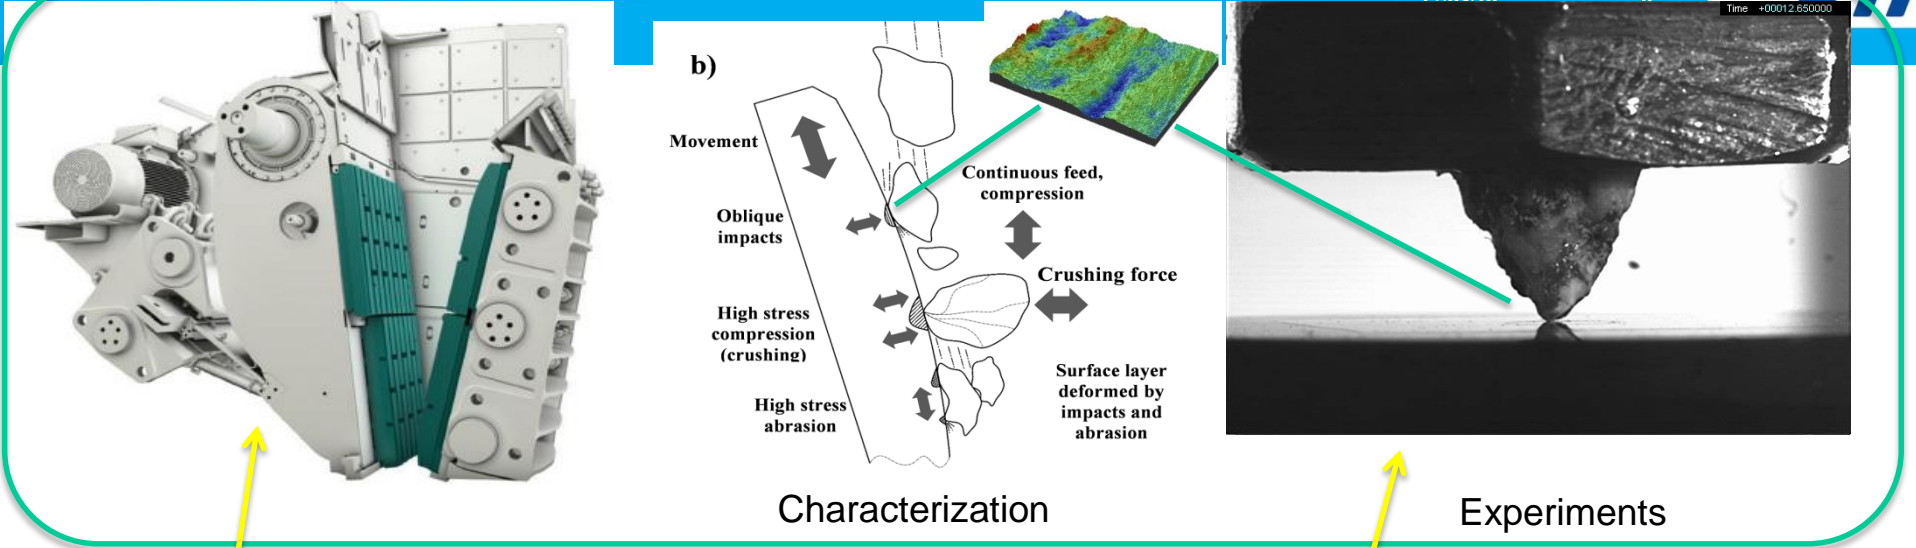 Time +00012.650000
b)
Movement
Continuous feed,
compression
Oblique
impacts
Crushing force
High stress
compression
(crushing)
Surface layer
deformed by
impacts and
abrasion
High stress
abrasion
Characterization
Experiments